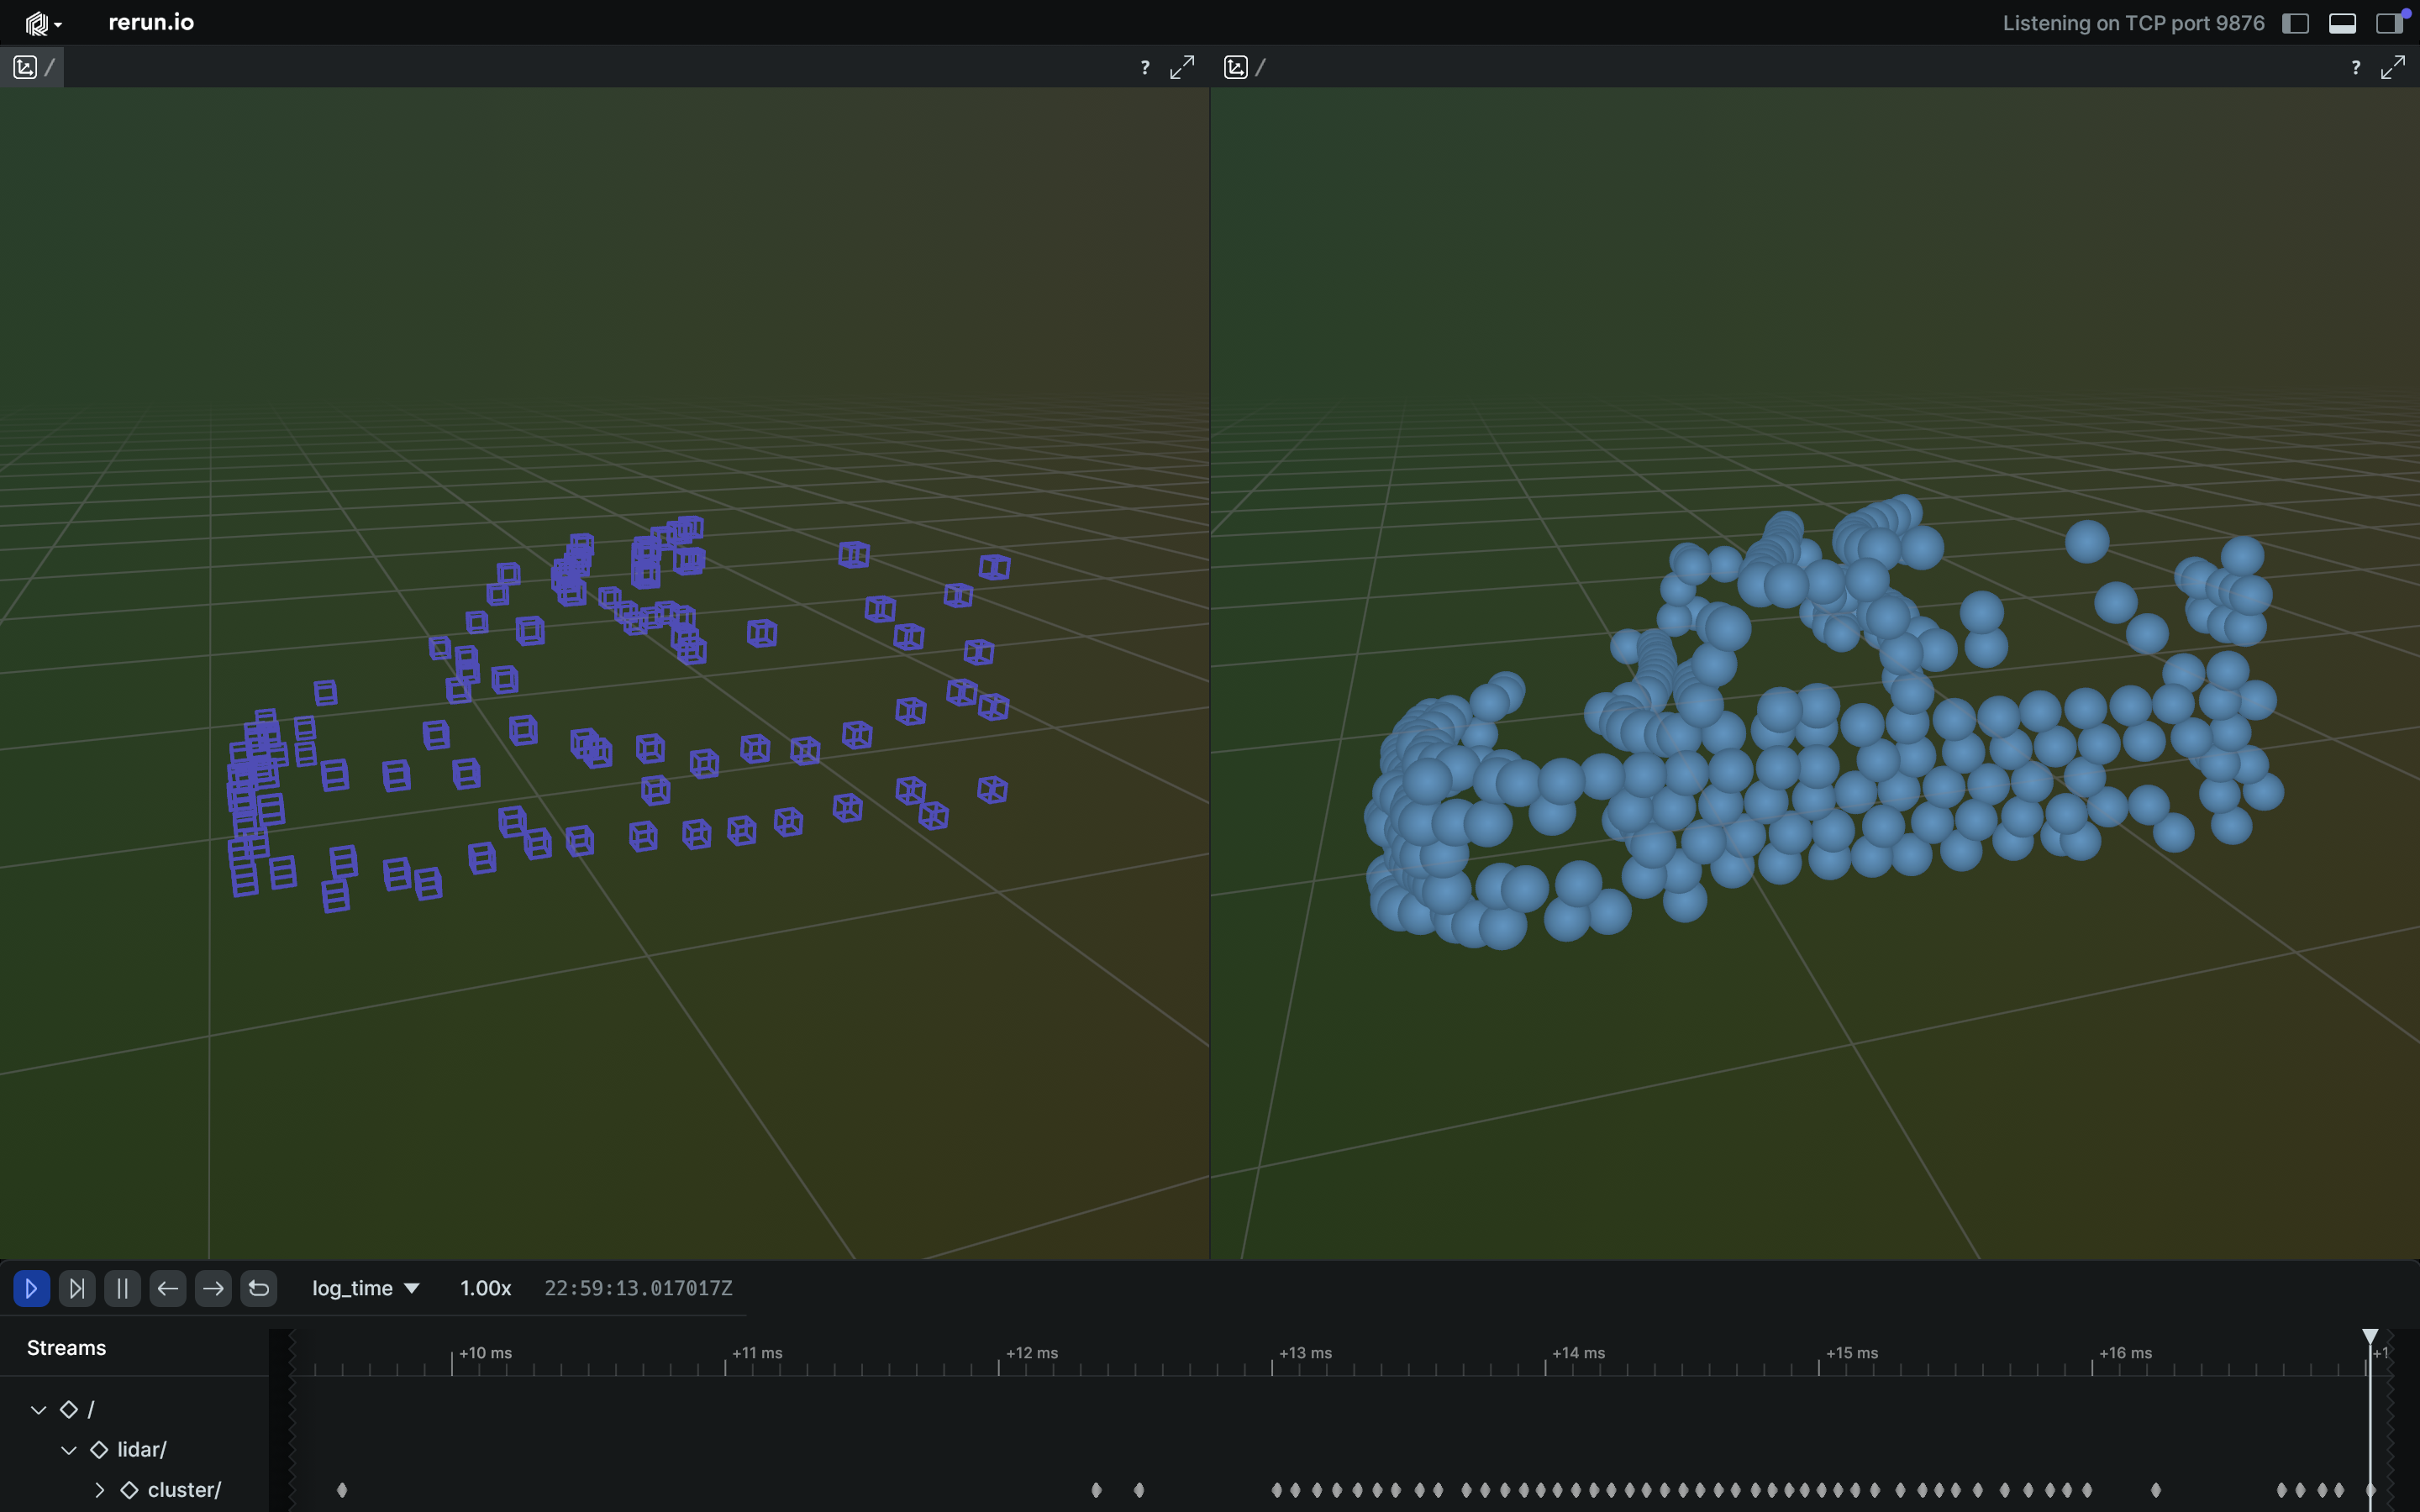 rerun.io
Listening on TCP port 9876
/ ?
/ ?
log_time 1.00x 22:59:13.017017Z
Streams
+10 ms +11 ms +12 ms +13 ms +14 ms +15 ms +16 ms +1
/
lidar/
cluster/